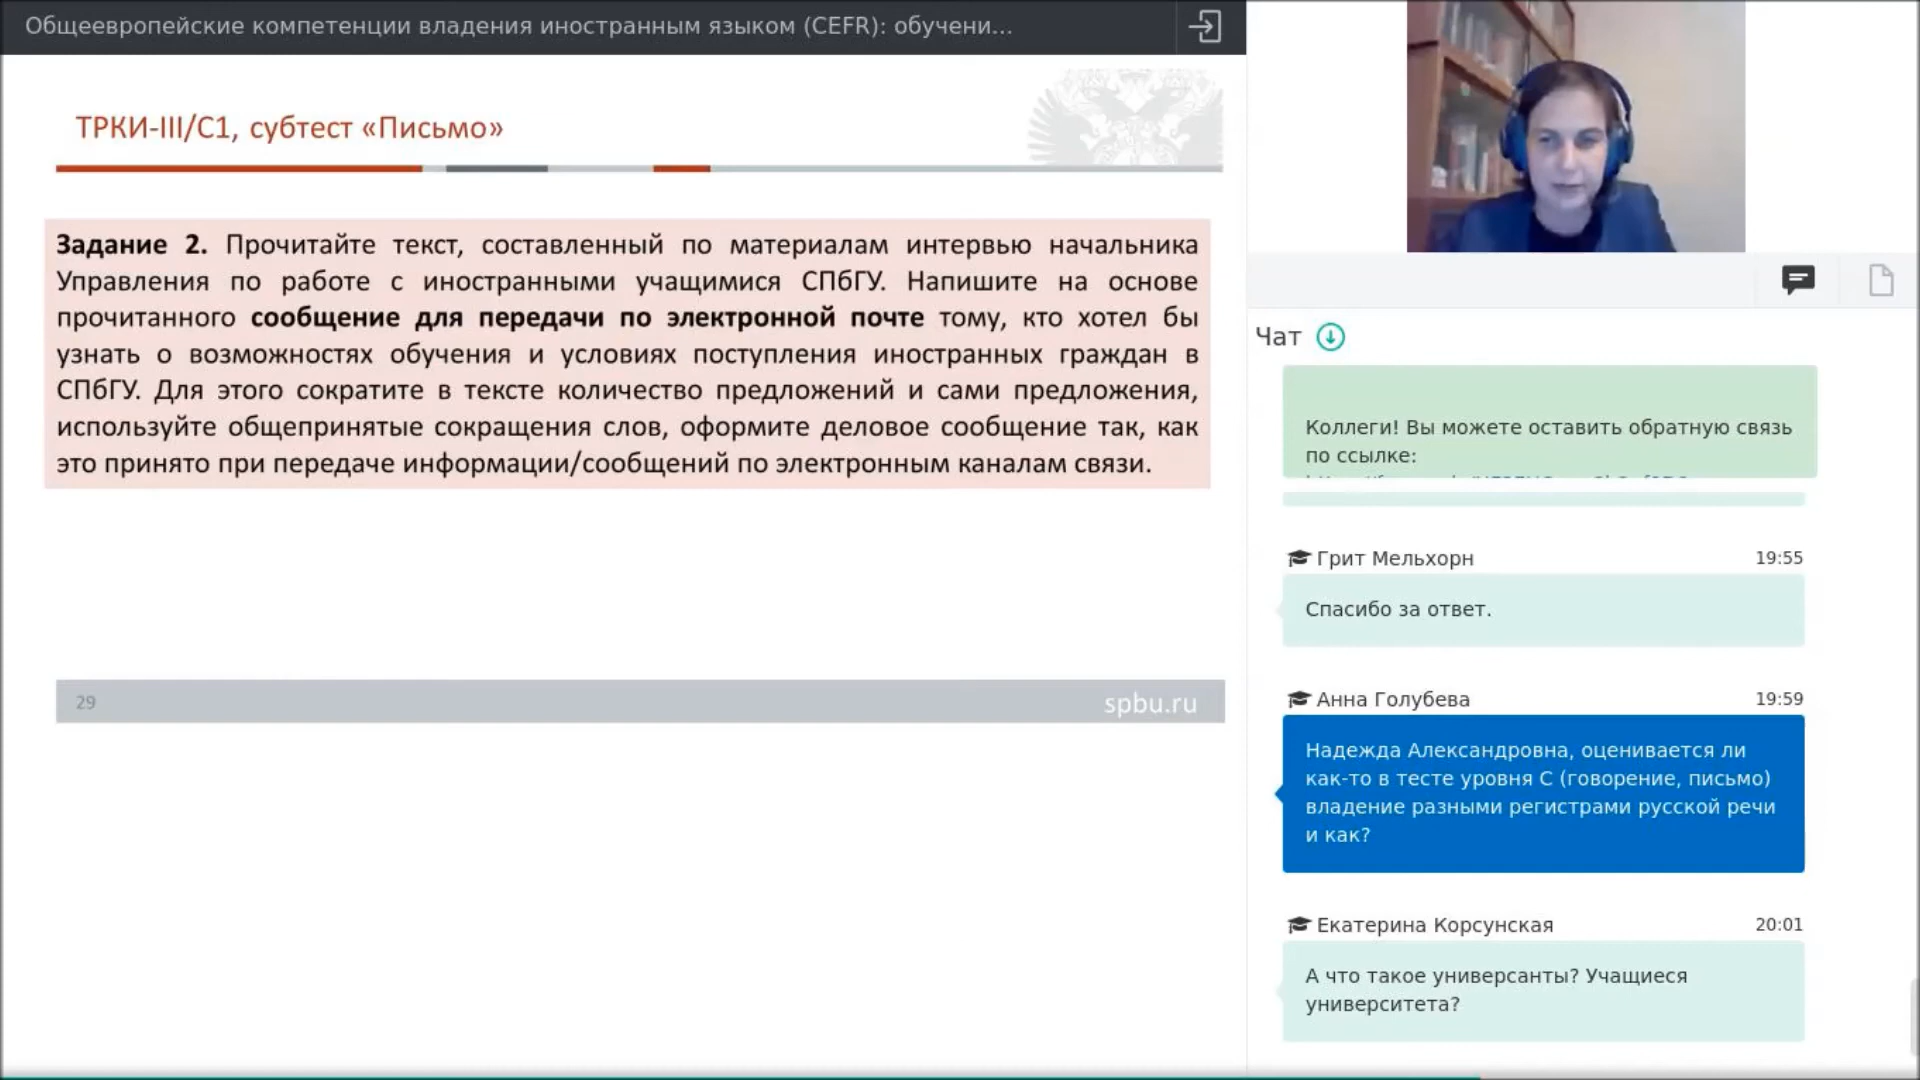 Общеевропейские компетенции владения иностранным языком (CEFR): обучени...
ТРКИ-III/С1, субтест «Письмо»
Задание 2. Прочитайте текст, составленный по материалам интервью начальника
Управления по работе с иностранными учащимися СПбГУ. Напишите на основе
прочитанного сообщение для передачи по электронной почте тому, кто хотел бы
узнать о возможностях обучения и условиях поступления иностранных граждан в
СПбГУ. Для этого сократите в тексте количество предложений и сами предложения,
используйте общепринятые сокращения слов, оформите деловое сообщение так, как
это принято при передаче информации/сообщений по электронным каналам связи.
29
spbu.ru
Чат
Коллеги! Вы можете оставить обратную связь
по ссылке:
Грит Мельхорн 19:55
Спасибо за ответ.
Анна Голубева 19:59
Надежда Александровна, оценивается ли
как-то в тесте уровня С (говорение, письмо)
владение разными регистрами русской речи
и как?
Екатерина Корсунская 20:01
А что такое универсанты? Учащиеся
университета?